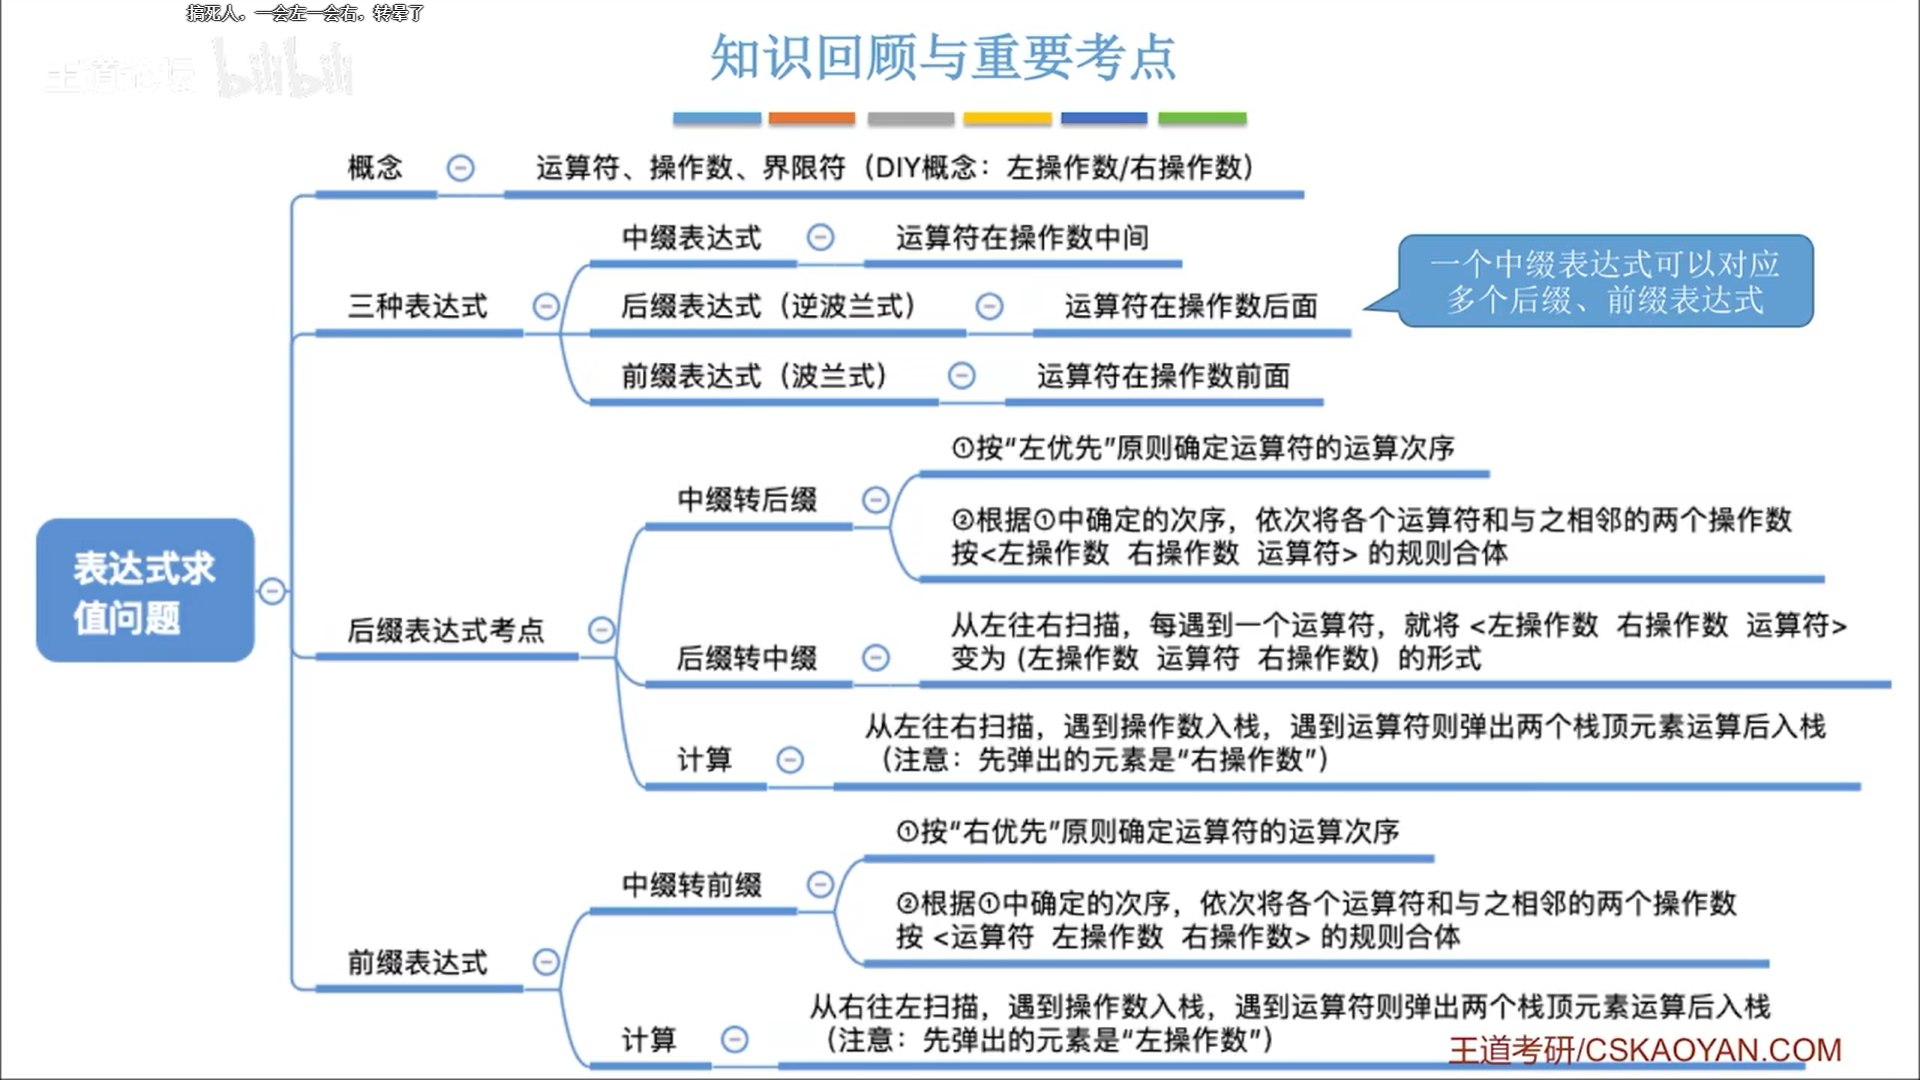 搞死人，一会左一会右，转晕了
王道论坛 bilibili
知识回顾与重要考点
概念
运算符、操作数、界限符（DIY概念：左操作数/右操作数）
中缀表达式
运算符在操作数中间
三种表达式
后缀表达式（逆波兰式）
运算符在操作数后面
一个中缀表达式可以对应
多个后缀、前缀表达式
前缀表达式（波兰式）
运算符在操作数前面
表达式求
值问题
后缀表达式考点
中缀转后缀
①按“左优先”原则确定运算符的运算次序
②根据①中确定的次序，依次将各个运算符和与之相邻的两个操作数
按<左操作数 右操作数 运算符> 的规则合体
后缀转中缀
从左往右扫描，每遇到一个运算符，就将 <左操作数 右操作数 运算符>
变为 (左操作数 运算符 右操作数) 的形式
计算
从左往右扫描，遇到操作数入栈，遇到运算符则弹出两个栈顶元素运算后入栈
（注意：先弹出的元素是“右操作数”）
前缀表达式
中缀转前缀
①按“右优先”原则确定运算符的运算次序
②根据①中确定的次序，依次将各个运算符和与之相邻的两个操作数
按 <运算符 左操作数 右操作数> 的规则合体
计算
从右往左扫描，遇到操作数入栈，遇到运算符则弹出两个栈顶元素运算后入栈
（注意：先弹出的元素是“左操作数”）
王道考研/CSKAOYAN.COM